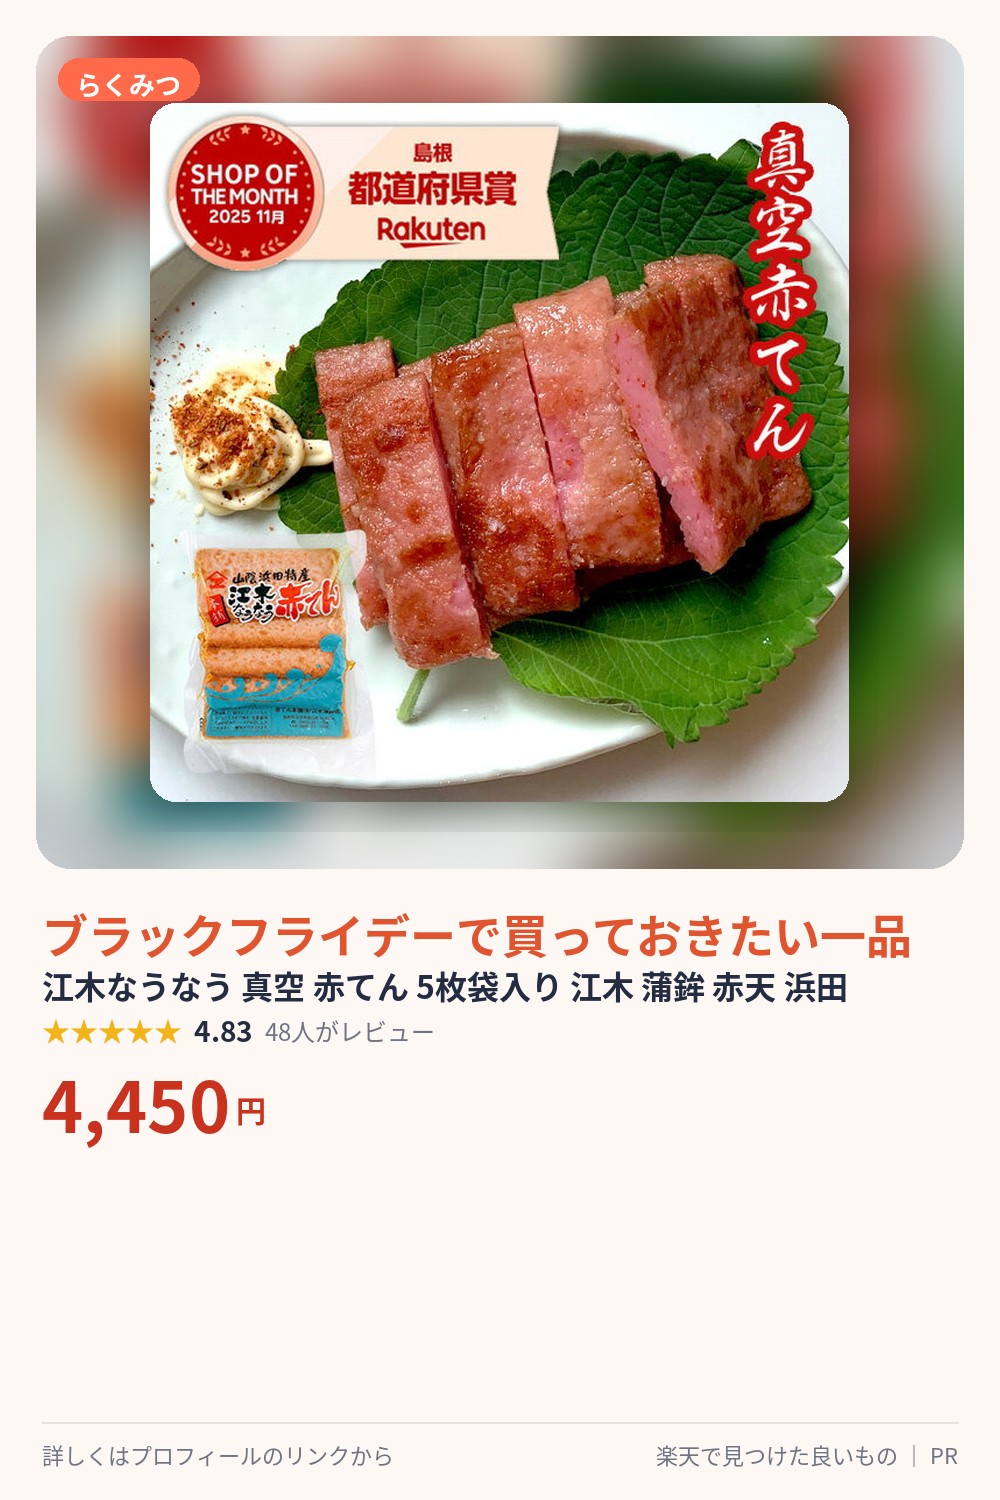 らくみつ
SHOP OF
THE MONTH
2025 11月
島根
都道府県賞
Rakuten
真空赤てん
山陰浜田特産
江木
なうなう
赤てん
ブラックフライデーで買っておきたい一品
江木なうなう 真空 赤てん 5枚袋入り 江木 蒲鉾 赤天 浜田
★★★★★ 4.83 48人がレビュー
4,450円
詳しくはプロフィールのリンクから
楽天で見つけた良いもの | PR